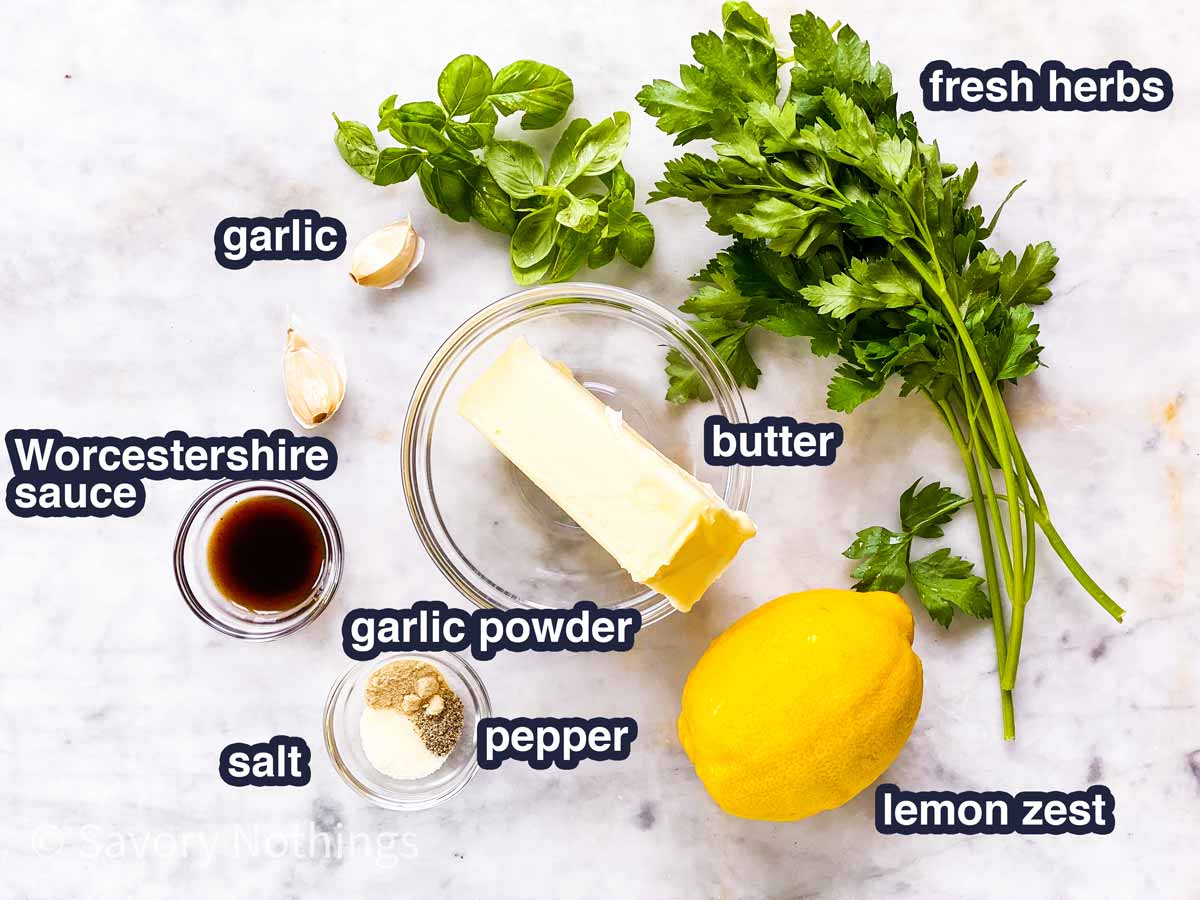 fresh herbs
garlic
Worcestershire
sauce
butter
garlic powder
pepper
salt
lemon zest
© Savory Nothings